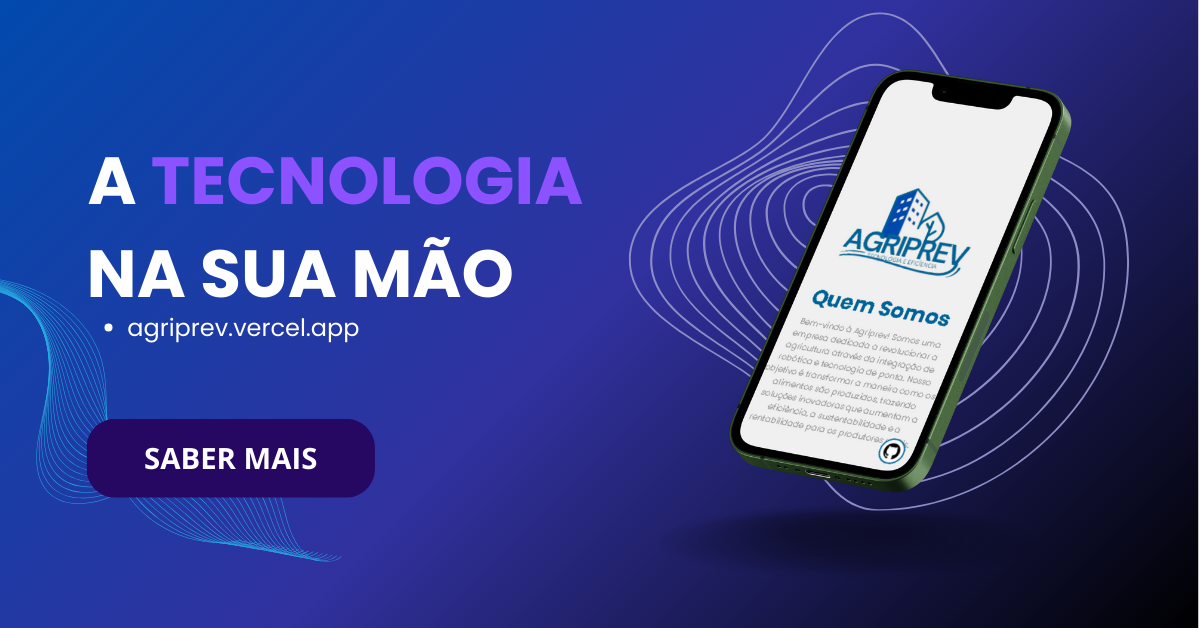 A TECNOLOGIA
NA SUA MÃO
agriprev.vercel.app
SABER MAIS
AGRIPREV
TECNOLOGIA E EFICIÊNCIA
Quem Somos
Bem-vindo à Agriprev! Somos uma
empresa dedicada a revolucionar a
agricultura através da integração de
robótica e tecnologia de ponta. Nosso
objetivo é transformar a maneira como os
alimentos são produzidos, trazendo
soluções inovadoras que aumentam a
eficiência, a sustentabilidade e a
rentabilidade para os produtores